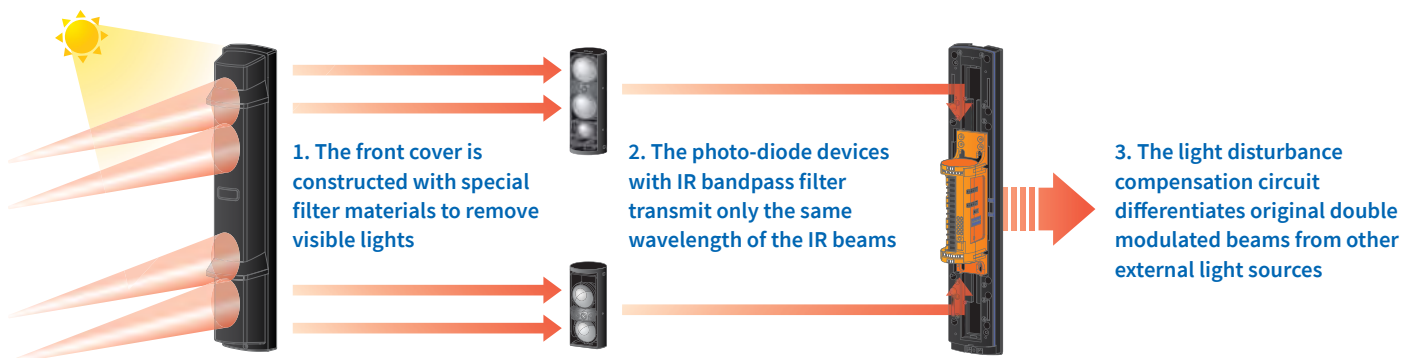 1. The front cover is
constructed with special
filter materials to remove
visible lights
2. The photo-diode devices
with IR bandpass filter
transmit only the same
wavelength of the IR beams
3. The light disturbance
compensation circuit
differentiates original double
modulated beams from other
external light sources